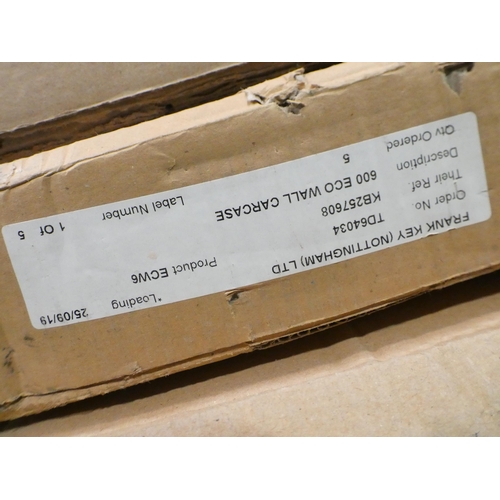 FRANK KEY (NOTTINGHAM) LTD
Order No. TD64034
Their Ref. KB257608
Description 600 ECO WALL CARCASE
Qty Ordered 5
Product ECW6
Label Number 1 Of 5
*Loading 25/09/19